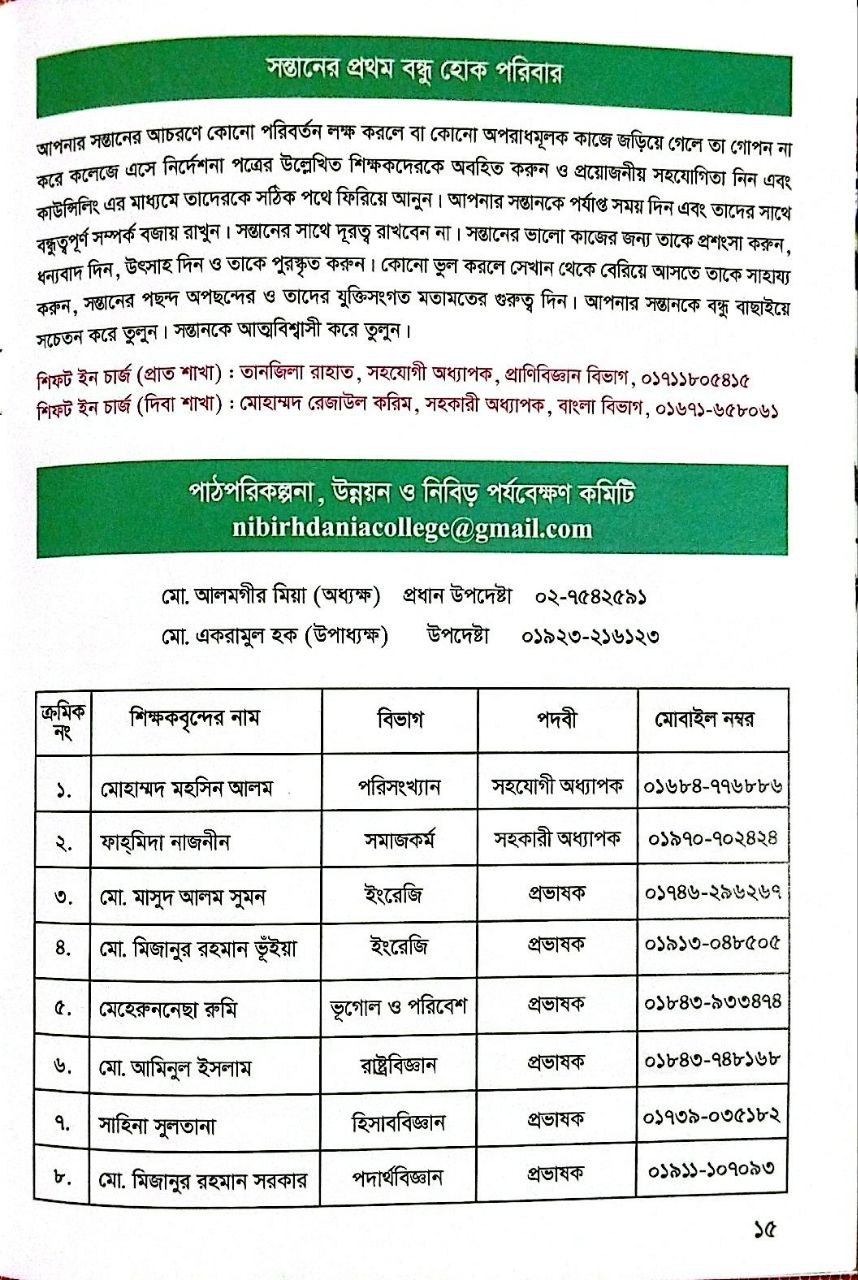 সন্তানের প্রথম বন্ধু হোক পরিবার
আপনার সন্তানের আচরণে কোনো পরিবর্তন লক্ষ করলে বা কোনো অপরাধমূলক কাজে জড়িয়ে গেলে তা গোপন না
করে কলেজে এসে নির্দেশনা পত্রের উল্লেখিত শিক্ষকদেরকে অবহিত করুন ও প্রয়োজনীয় সহযোগিতা নিন এবং
কাউন্সিলিং এর মাধ্যমে তাদেরকে সঠিক পথে ফিরিয়ে আনুন। আপনার সন্তানকে পর্যাপ্ত সময় দিন এবং তাদের সাথে
বন্ধুত্বপূর্ণ সম্পর্ক বজায় রাখুন। সন্তানের সাথে দূরত্ব রাখবেন না। সন্তানের ভালো কাজের জন্য তাকে প্রশংসা করুন,
ধন্যবাদ দিন, উৎসাহ দিন ও তাকে পুরস্কৃত করুন। কোনো ভুল করলে সেখান থেকে বেরিয়ে আসতে তাকে সাহায্য
করুন, সন্তানের পছন্দ অপছন্দের ও তাদের যুক্তিসংগত মতামতের গুরুত্ব দিন। আপনার সন্তানকে বন্ধু বাছাইয়ে
সচেতন করে তুলুন। সন্তানকে আত্মবিশ্বাসী করে তুলুন।
শিফট ইন চার্জ (প্রাত শাখা) : তানজিলা রাহাত, সহযোগী অধ্যাপক, প্রাণিবিজ্ঞান বিভাগ, ০১৭১১৮০৫৪১৫
শিফট ইন চার্জ (দিবা শাখা) : মোহাম্মদ রেজাউল করিম, সহকারী অধ্যাপক, বাংলা বিভাগ, ০১৬৭১-৬৫৮০৬১
পাঠপরিকল্পনা, উন্নয়ন ও নিবিড় পর্যবেক্ষণ কমিটি
nibirhdaniacollege@gmail.com
মো. আলমগীর মিয়া (অধ্যক্ষ) প্রধান উপদেষ্টা ০২-৭৫৪২৫৯১
মো. একরামুল হক (উপাধ্যক্ষ) উপদেষ্টা ০১৯২৩-২১৬১২৩
ক্রমিক নং শিক্ষকবৃন্দের নাম বিভাগ পদবী মোবাইল নম্বর
১. মোহাম্মদ মহসিন আলম পরিসংখ্যান সহযোগী অধ্যাপক ০১৬৮৪-৭৭৬৮৮৬
২. ফাহ্‌মিদা নাজনীন সমাজকর্ম সহকারী অধ্যাপক ০১৯৭০-৭০২৪২৪
৩. মো. মাসুদ আলম সুমন ইংরেজি প্রভাষক ০১৭৪৬-২৯৬২৬৭
৪. মো. মিজানুর রহমান ভূঁইয়া ইংরেজি প্রভাষক ০১৯১৩-০৪৮৫০৫
৫. মেহেরুননেছা রুমি ভূগোল ও পরিবেশ প্রভাষক ০১৮৪৩-৯৩৩৪৭৪
৬. মো. আমিনুল ইসলাম রাষ্ট্রবিজ্ঞান প্রভাষক ০১৮৪৩-৭৪৮১৬৮
৭. সাহিনা সুলতানা হিসাববিজ্ঞান প্রভাষক ০১৭৩৯-০৩৫১৮২
৮. মো. মিজানুর রহমান সরকার পদার্থবিজ্ঞান প্রভাষক ০১৯১১-১০৭০৯৩
১৫